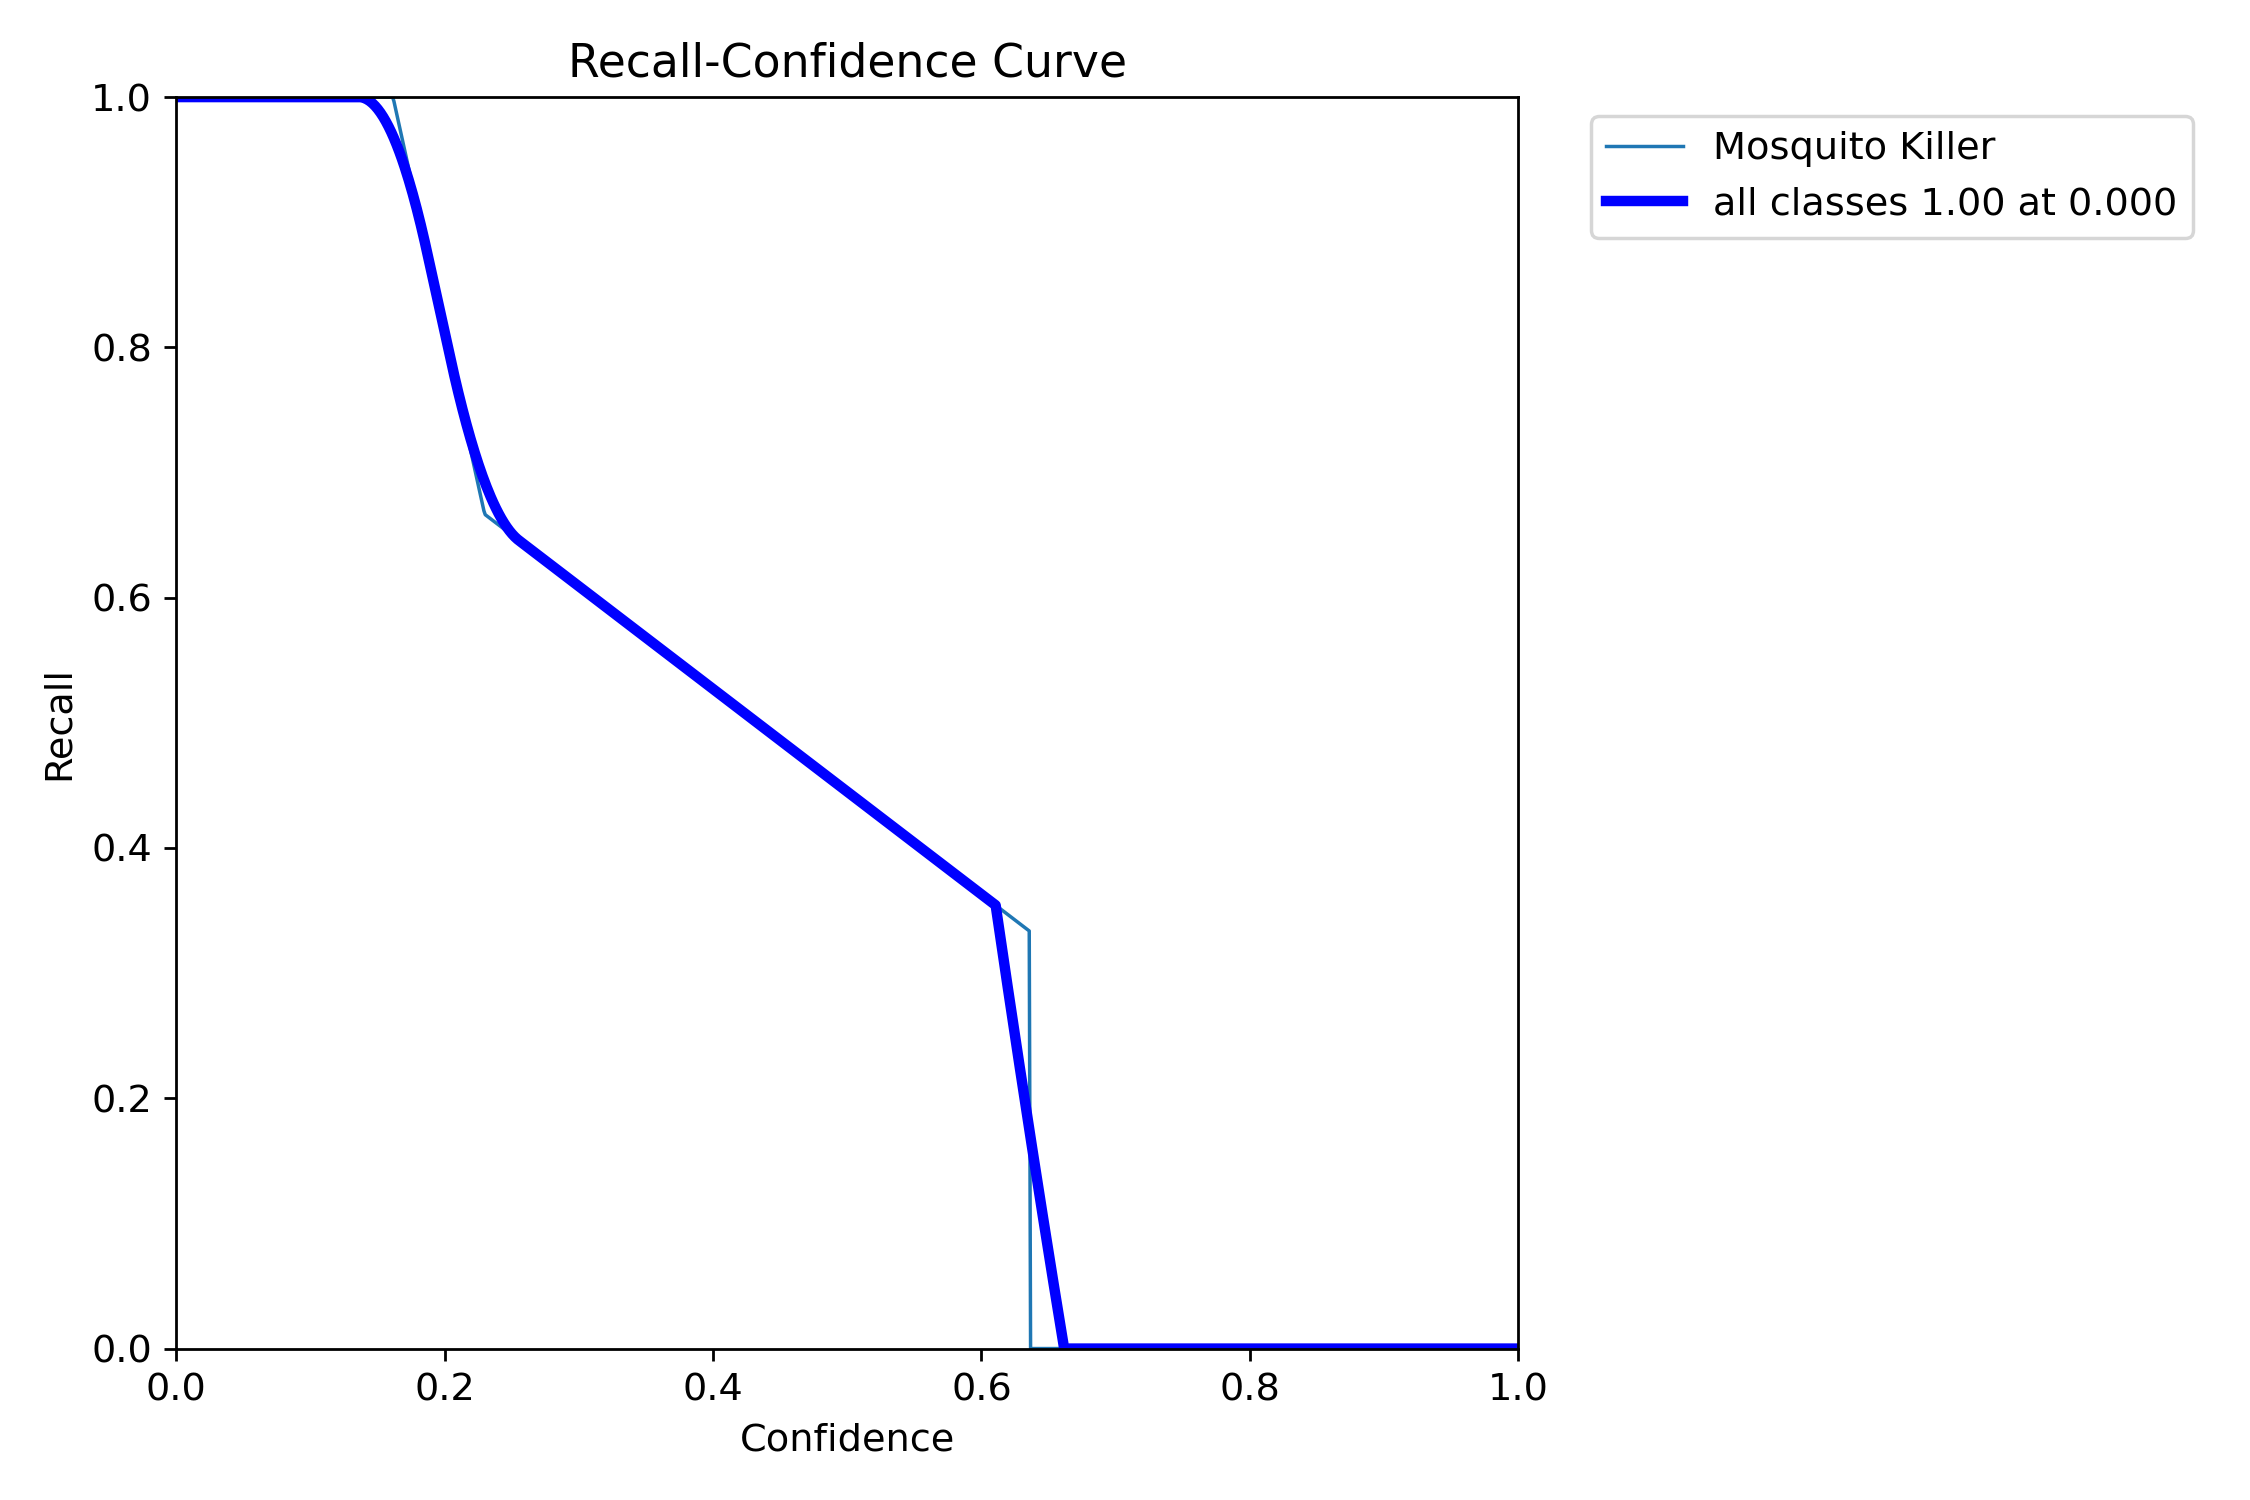 Recall-Confidence Curve
1.0
0.8
0.6
0.4
0.2
0.0
Recall
0.0 0.2 0.4 0.6 0.8 1.0
Confidence
Mosquito Killer
all classes 1.00 at 0.000